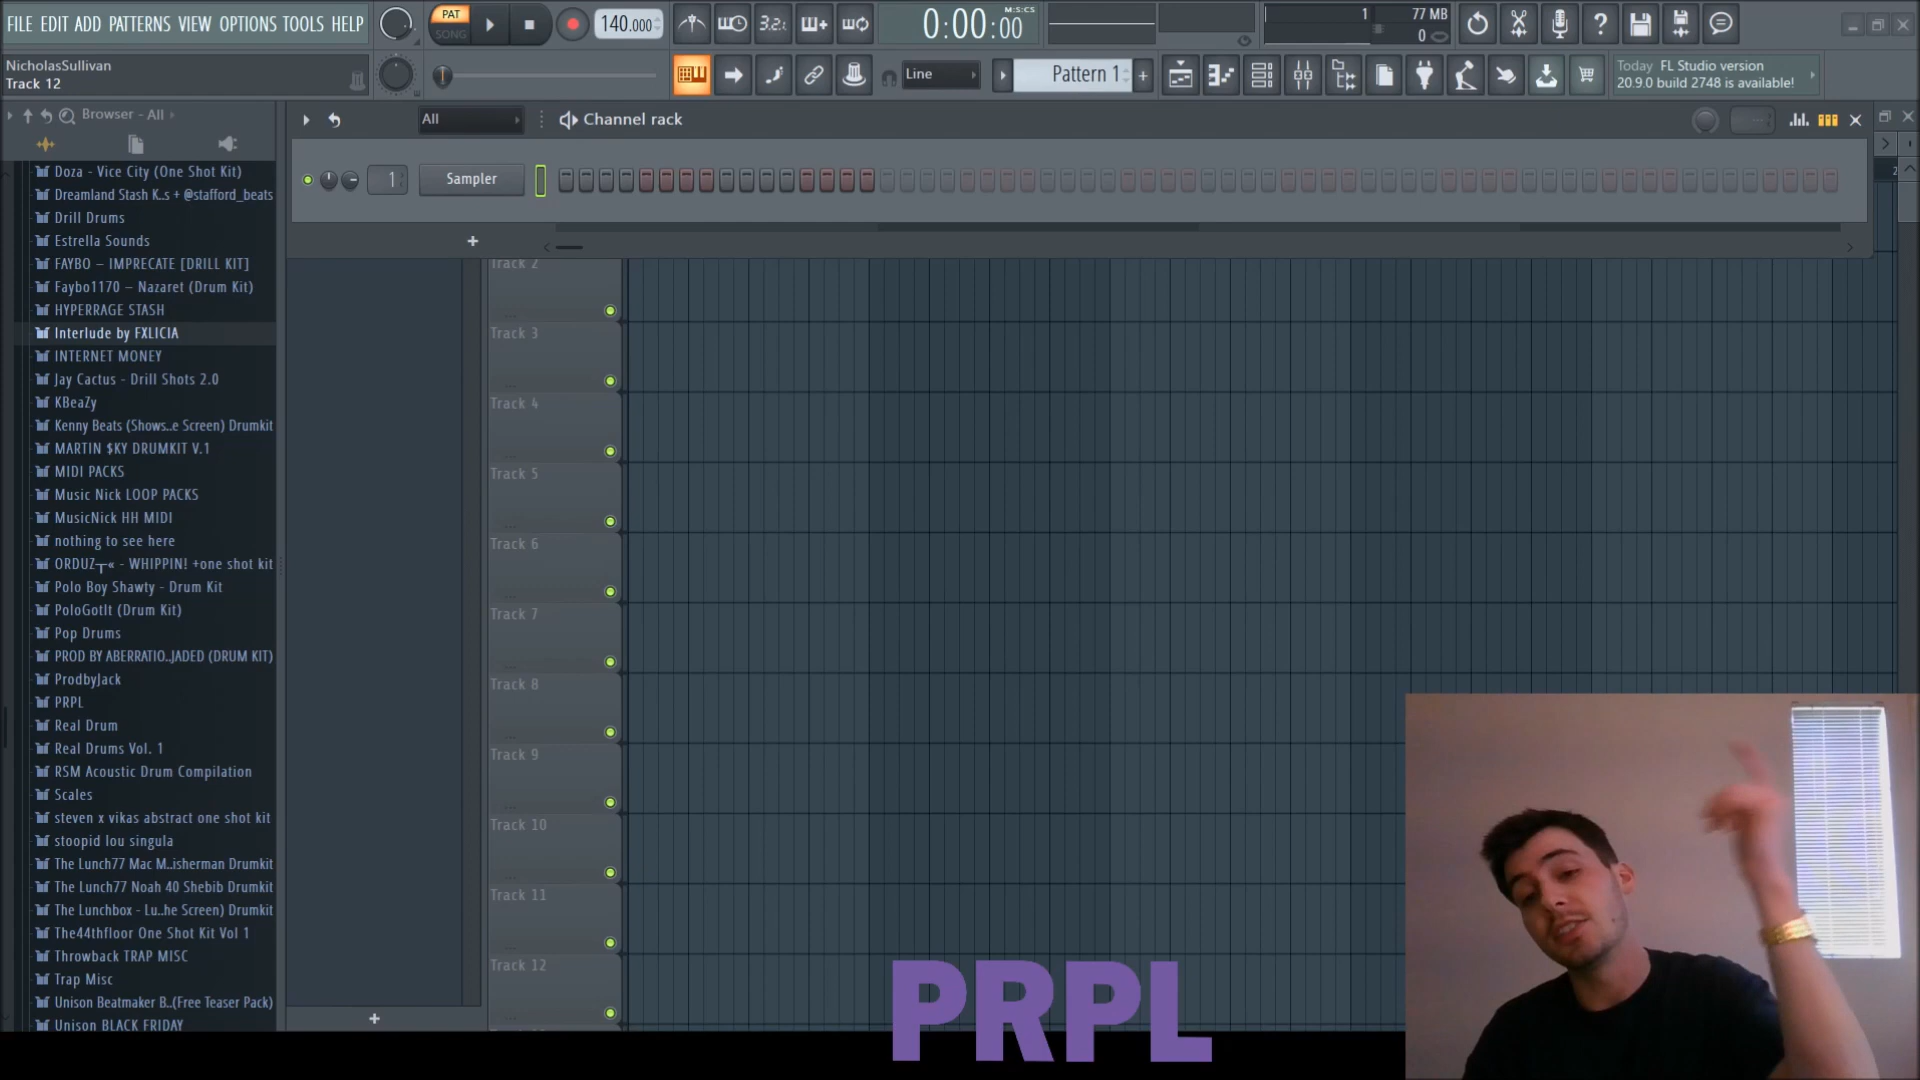 FILE EDIT ADD PATTERNS VIEW OPTIONS TOOLS HELP
PAT
SONG
140.000
3.2.
0:00:00
M:S:CS
1
77 MB
0
NicholasSullivan
Track 12
Line
Pattern 1
Today FL Studio version
20.9.0 build 2748 is available!
Browser - All
All
Channel rack
1
Sampler
2
Doza - Vice City (One Shot Kit)
Dreamland Stash K..s + @stafford_beats
Drill Drums
Estrella Sounds
FAYBO – IMPRECATE [DRILL KIT]
Faybo1170 – Nazaret (Drum Kit)
HYPERRAGE STASH
Interlude by FXLICIA
INTERNET MONEY
Jay Cactus - Drill Shots 2.0
KBeaZy
Kenny Beats (Shows..e Screen) Drumkit
MARTIN $KY DRUMKIT V.1
MIDI PACKS
Music Nick LOOP PACKS
MusicNick HH MIDI
nothing to see here
ORDUZ┬« - WHIPPIN! +one shot kit
Polo Boy Shawty - Drum Kit
PoloGotIt (Drum Kit)
Pop Drums
PROD BY ABERRATIO..JADED (DRUM KIT)
ProdbyJack
PRPL
Real Drum
Real Drums Vol. 1
RSM Acoustic Drum Compilation
Scales
steven x vikas abstract one shot kit
stoopid lou singula
The Lunch77 Mac M..isherman Drumkit
The Lunch77 Noah 40 Shebib Drumkit
The Lunchbox - Lu..he Screen) Drumkit
The44thfloor One Shot Kit Vol 1
Throwback TRAP MISC
Trap Misc
Unison Beatmaker B..(Free Teaser Pack)
Unison BLACK FRIDAY
Track 2
Track 3
Track 4
Track 5
Track 6
Track 7
Track 8
Track 9
Track 10
Track 11
Track 12
PRPL